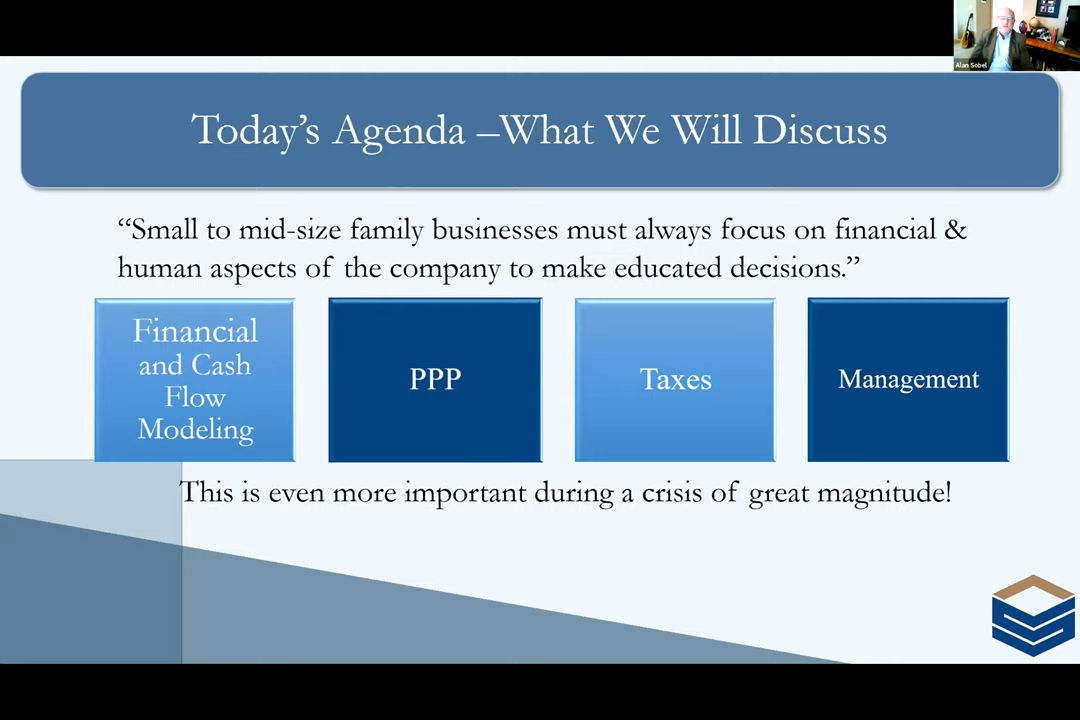 Alan Sobel
Today's Agenda –What We Will Discuss
“Small to mid-size family businesses must always focus on financial &
human aspects of the company to make educated decisions.”
Financial
and Cash
Flow
Modeling
PPP
Taxes
Management
This is even more important during a crisis of great magnitude!